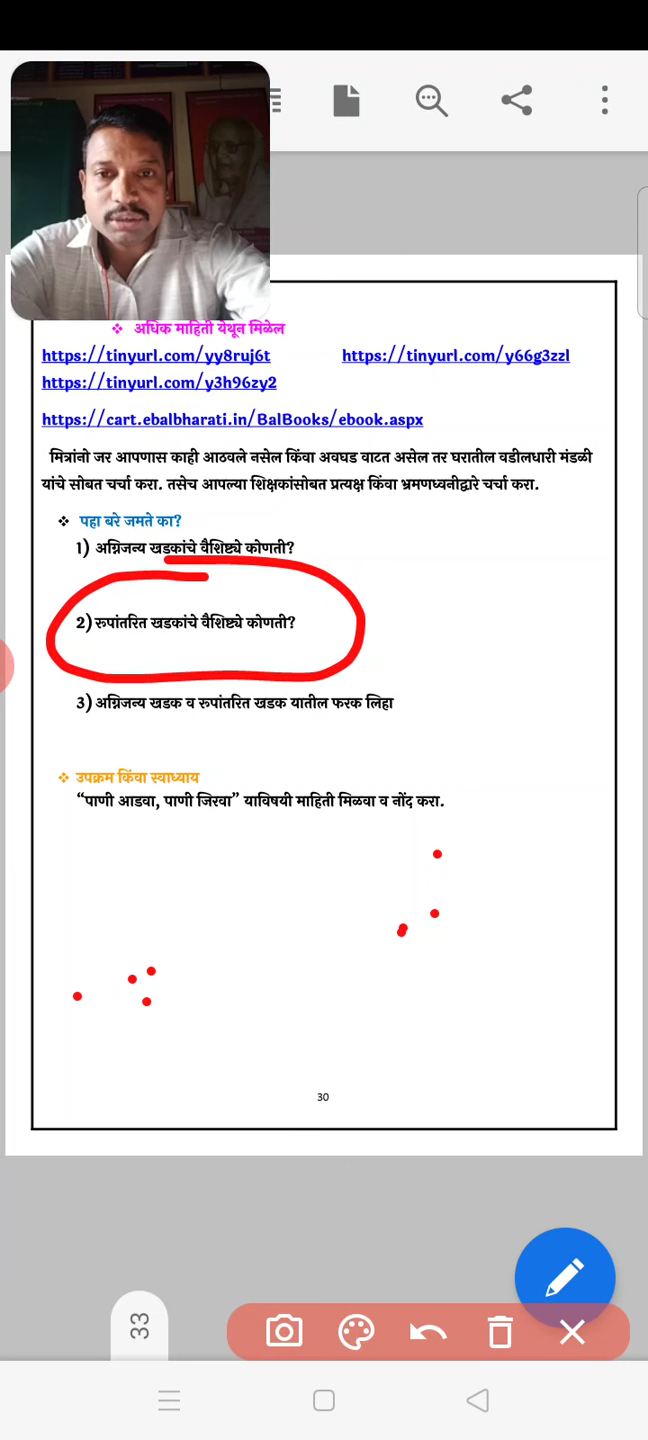 ❖ अधिक माहिती येथून मिळेल
https://tinyurl.com/yy8ruj6t https://tinyurl.com/y66g3zzl
https://tinyurl.com/y3h96zy2
https://cart.ebalbharati.in/BalBooks/ebook.aspx
मित्रांनो जर आपणास काही आठवले नसेल किंवा अवघड वाटत असेल तर घरातील वडीलधारी मंडळी
यांचे सोबत चर्चा करा. तसेच आपल्या शिक्षकांसोबत प्रत्यक्ष किंवा भ्रमणध्वनीद्वारे चर्चा करा.
❖ पहा बरे जमते का?
1) अग्निजन्य खडकांचे वैशिष्ट्ये कोणती?
2) रूपांतरित खडकांचे वैशिष्ट्ये कोणती?
3) अग्निजन्य खडक व रूपांतरित खडक यातील फरक लिहा
❖ उपक्रम किंवा स्वाध्याय
“पाणी आडवा, पाणी जिरवा” याविषयी माहिती मिळवा व नोंद करा.
30
33